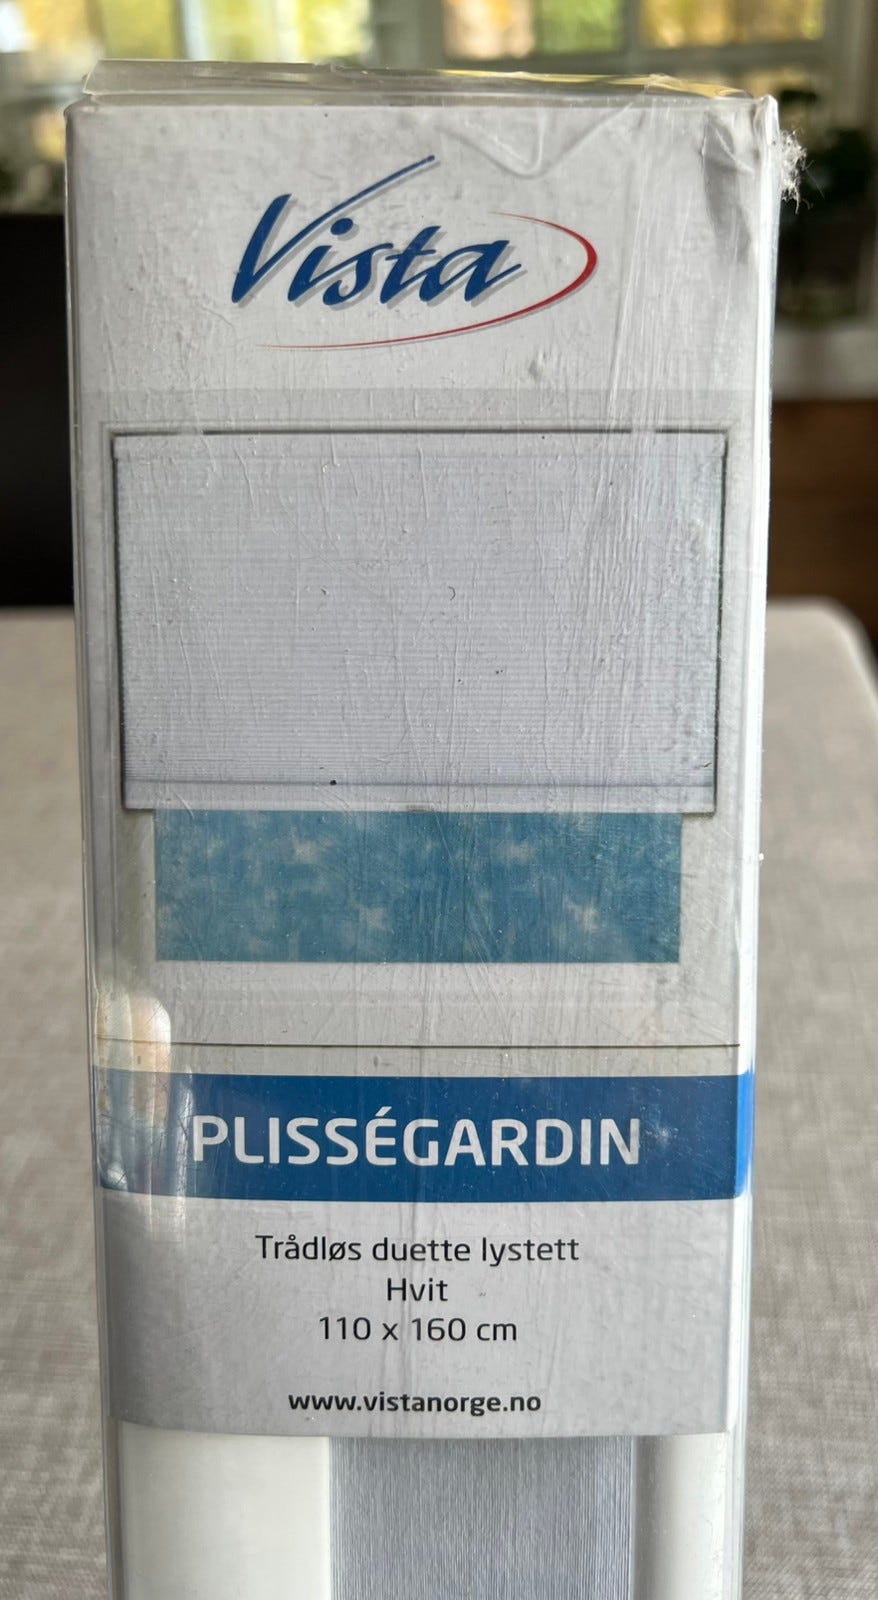 Vista
PLISSÉGARDIN
Trådløs duette lystett
Hvit
110 x 160 cm
www.vistanorge.no